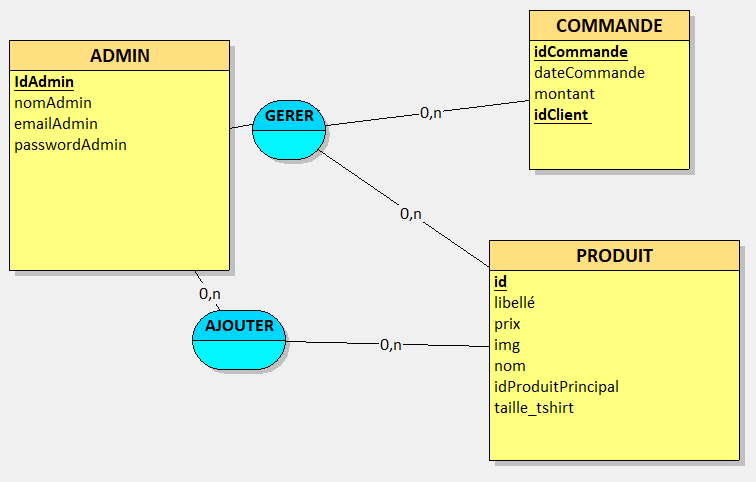 ADMIN
IdAdmin
nomAdmin
emailAdmin
passwordAdmin
GERER
0,n
COMMANDE
idCommande
dateCommande
montant
idClient
0,n
0,n
AJOUTER
0,n
PRODUIT
id
libellé
prix
img
nom
idProduitPrincipal
taille_tshirt